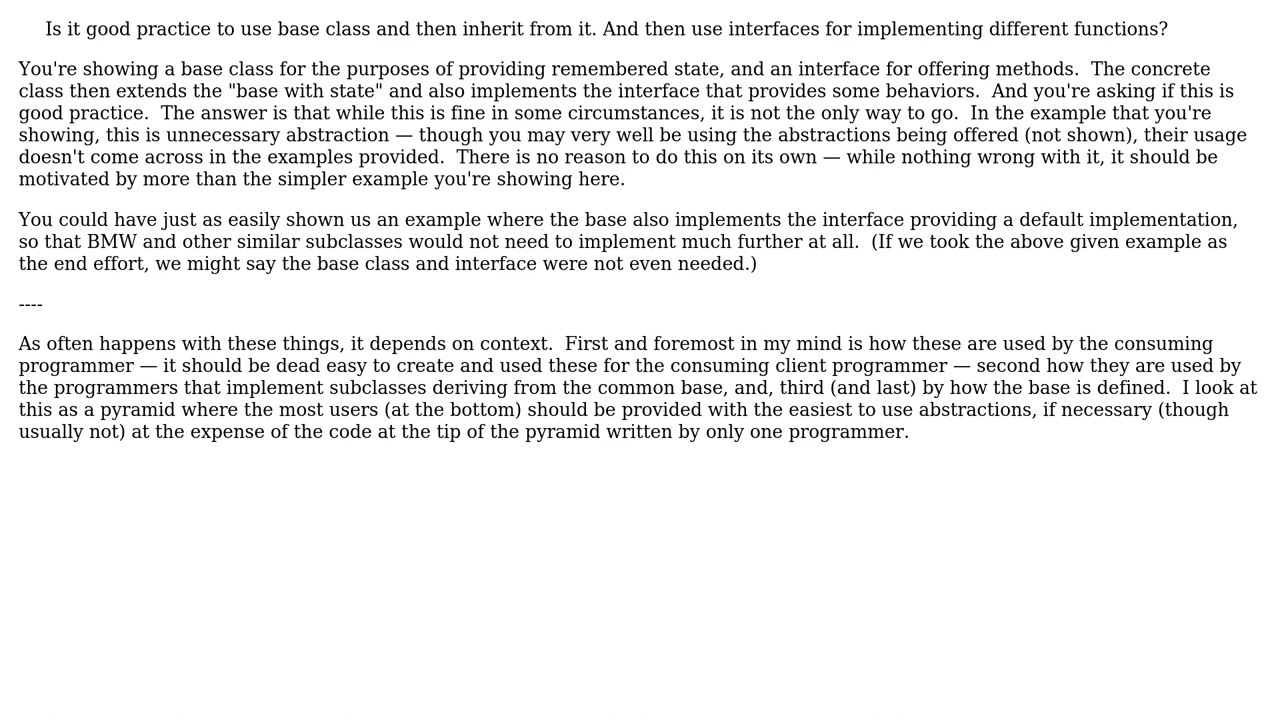 Is it good practice to use base class and then inherit from it. And then use interfaces for implementing different functions?
You're showing a base class for the purposes of providing remembered state, and an interface for offering methods.  The concrete
class then extends the "base with state" and also implements the interface that provides some behaviors.  And you're asking if this is
good practice.  The answer is that while this is fine in some circumstances, it is not the only way to go.  In the example that you're
showing, this is unnecessary abstraction — though you may very well be using the abstractions being offered (not shown), their usage
doesn't come across in the examples provided.  There is no reason to do this on its own — while nothing wrong with it, it should be
motivated by more than the simpler example you're showing here.
You could have just as easily shown us an example where the base also implements the interface providing a default implementation,
so that BMW and other similar subclasses would not need to implement much further at all.  (If we took the above given example as
the end effort, we might say the base class and interface were not even needed.)
----
As often happens with these things, it depends on context.  First and foremost in my mind is how these are used by the consuming
programmer — it should be dead easy to create and used these for the consuming client programmer — second how they are used by
the programmers that implement subclasses deriving from the common base, and, third (and last) by how the base is defined.  I look at
this as a pyramid where the most users (at the bottom) should be provided with the easiest to use abstractions, if necessary (though
usually not) at the expense of the code at the tip of the pyramid written by only one programmer.